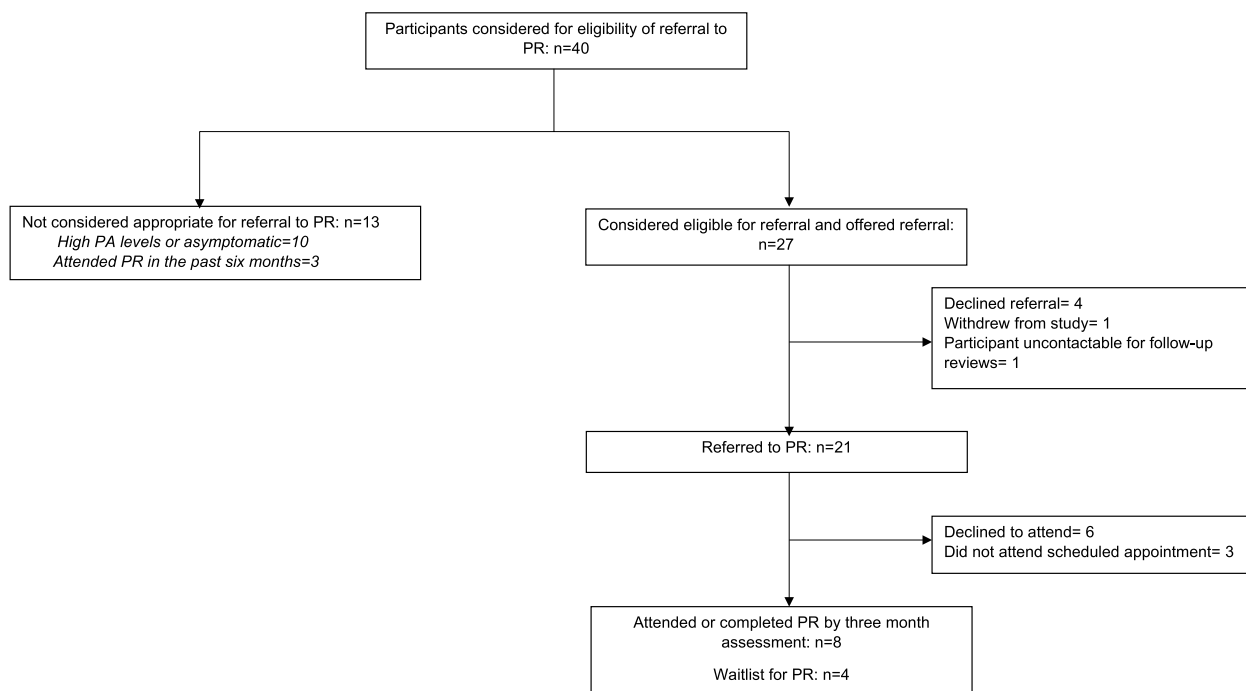 Participants considered for eligibility of referral to
PR: n=40
Not considered appropriate for referral to PR: n=13
High PA levels or asymptomatic=10
Attended PR in the past six months=3
Considered eligible for referral and offered referral:
n=27
Declined referral= 4
Withdrew from study= 1
Participant uncontactable for follow-up
reviews= 1
Referred to PR: n=21
Declined to attend= 6
Did not attend scheduled appointment= 3
Attended or completed PR by three month
assessment: n=8
Waitlist for PR: n=4